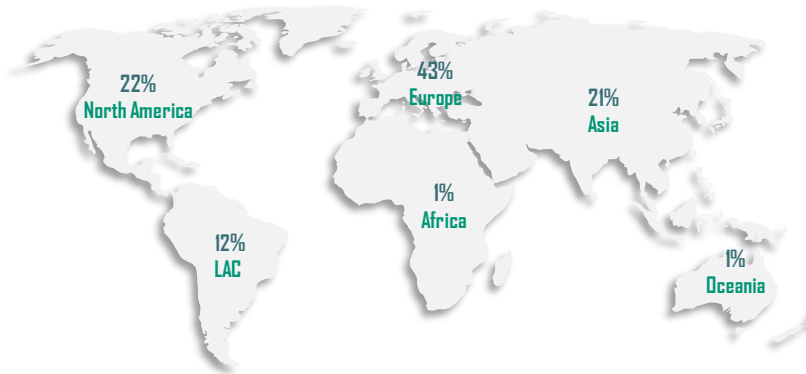 22%
North America
43%
Europe
21%
Asia
1%
Africa
12%
LAC
1%
Oceania